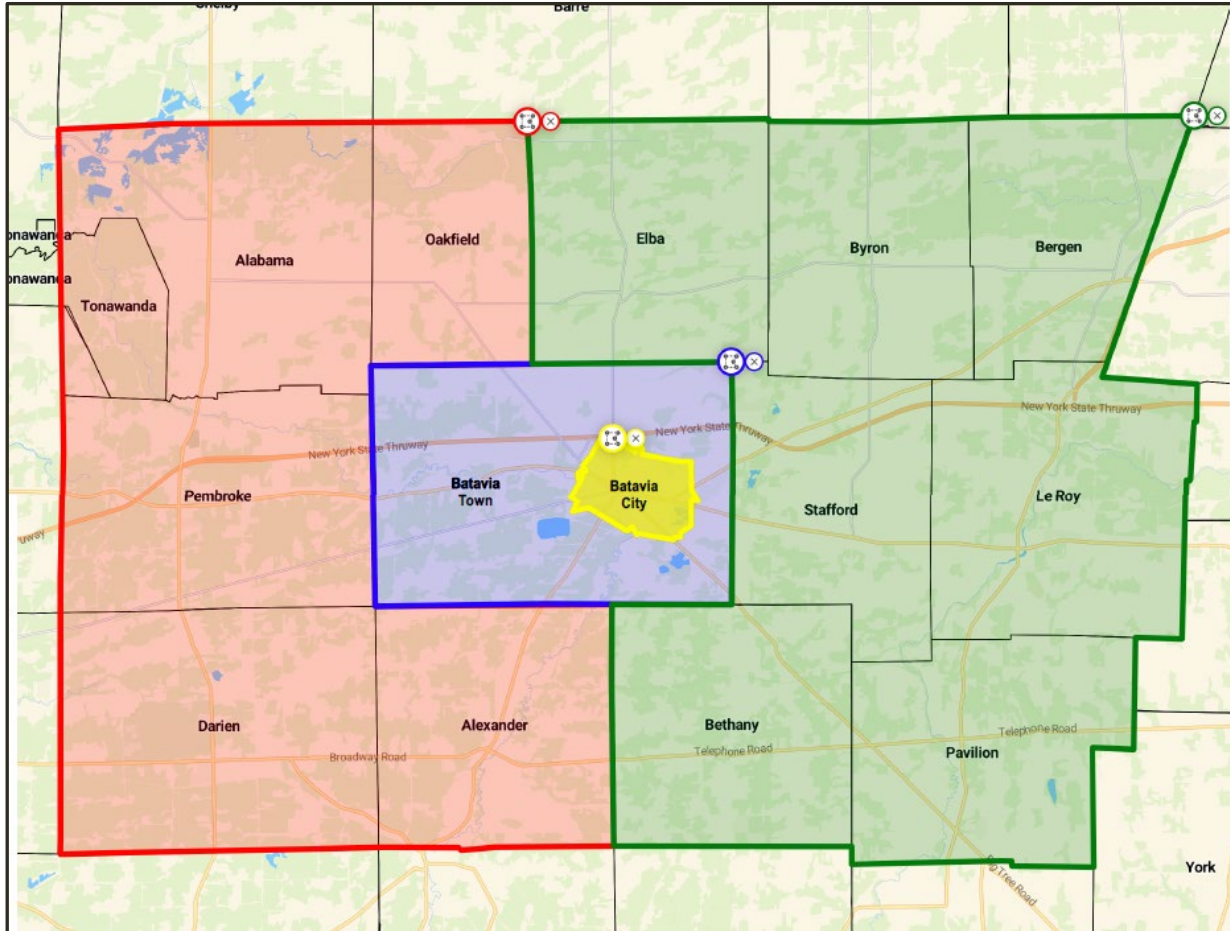 Shelby
Barre
onawanda
onawanda
Tonawanda
Alabama
Oakfield
Elba
Byron
Bergen
New York State Thruway
New York State Thruway
New York State Thruway
uway
Pembroke
Batavia
Town
Batavia
City
Stafford
Le Roy
Darien
Alexander
Bethany
Pavilion
Broadway Road
Telephone Road
Telephone Road
Big Tree Road
York